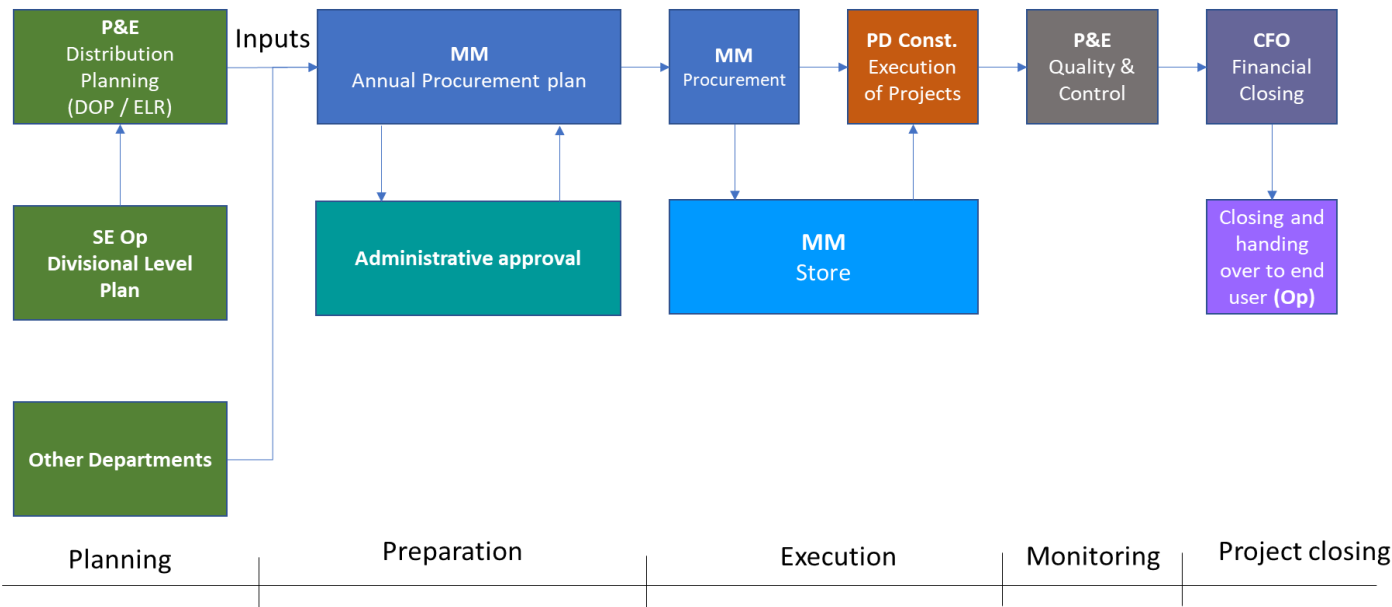 P&E
Distribution
Planning
(DOP / ELR)
Inputs
MM
Annual Procurement plan
MM
Procurement
PD Const.
Execution
of Projects
P&E
Quality &
Control
CFO
Financial
Closing
SE Op
Divisional Level
Plan
Administrative approval
MM
Store
Closing and
handing
over to end
user (Op)
Other Departments
Planning
Preparation
Execution
Monitoring
Project closing